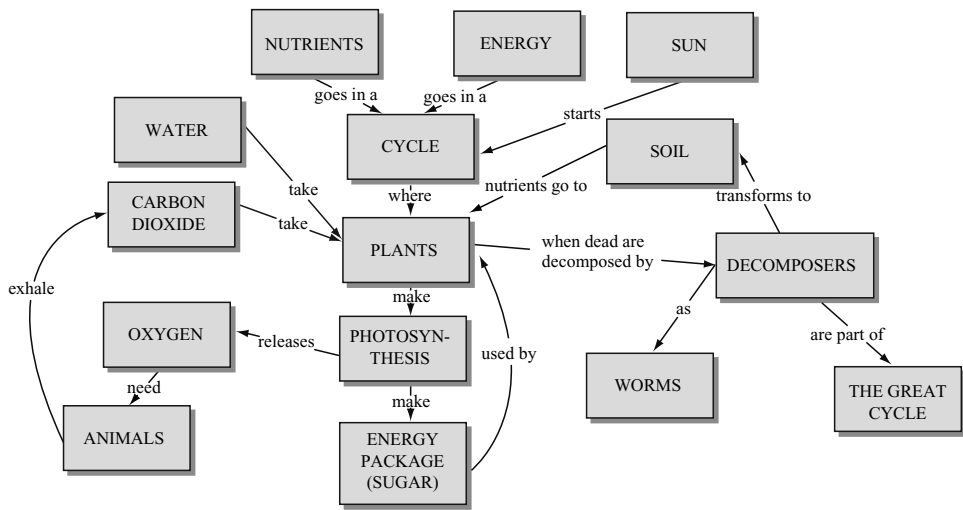 NUTRIENTS
ENERGY
SUN
goes in a
goes in a
starts
WATER
CYCLE
SOIL
take
where
nutrients go to
transforms to
CARBON
DIOXIDE
take
PLANTS
when dead are
decomposed by
DECOMPOSERS
exhale
make
as
are part of
OXYGEN
releases
PHOTOSYN-
THESIS
used by
need
make
WORMS
THE GREAT
CYCLE
ANIMALS
ENERGY
PACKAGE
(SUGAR)